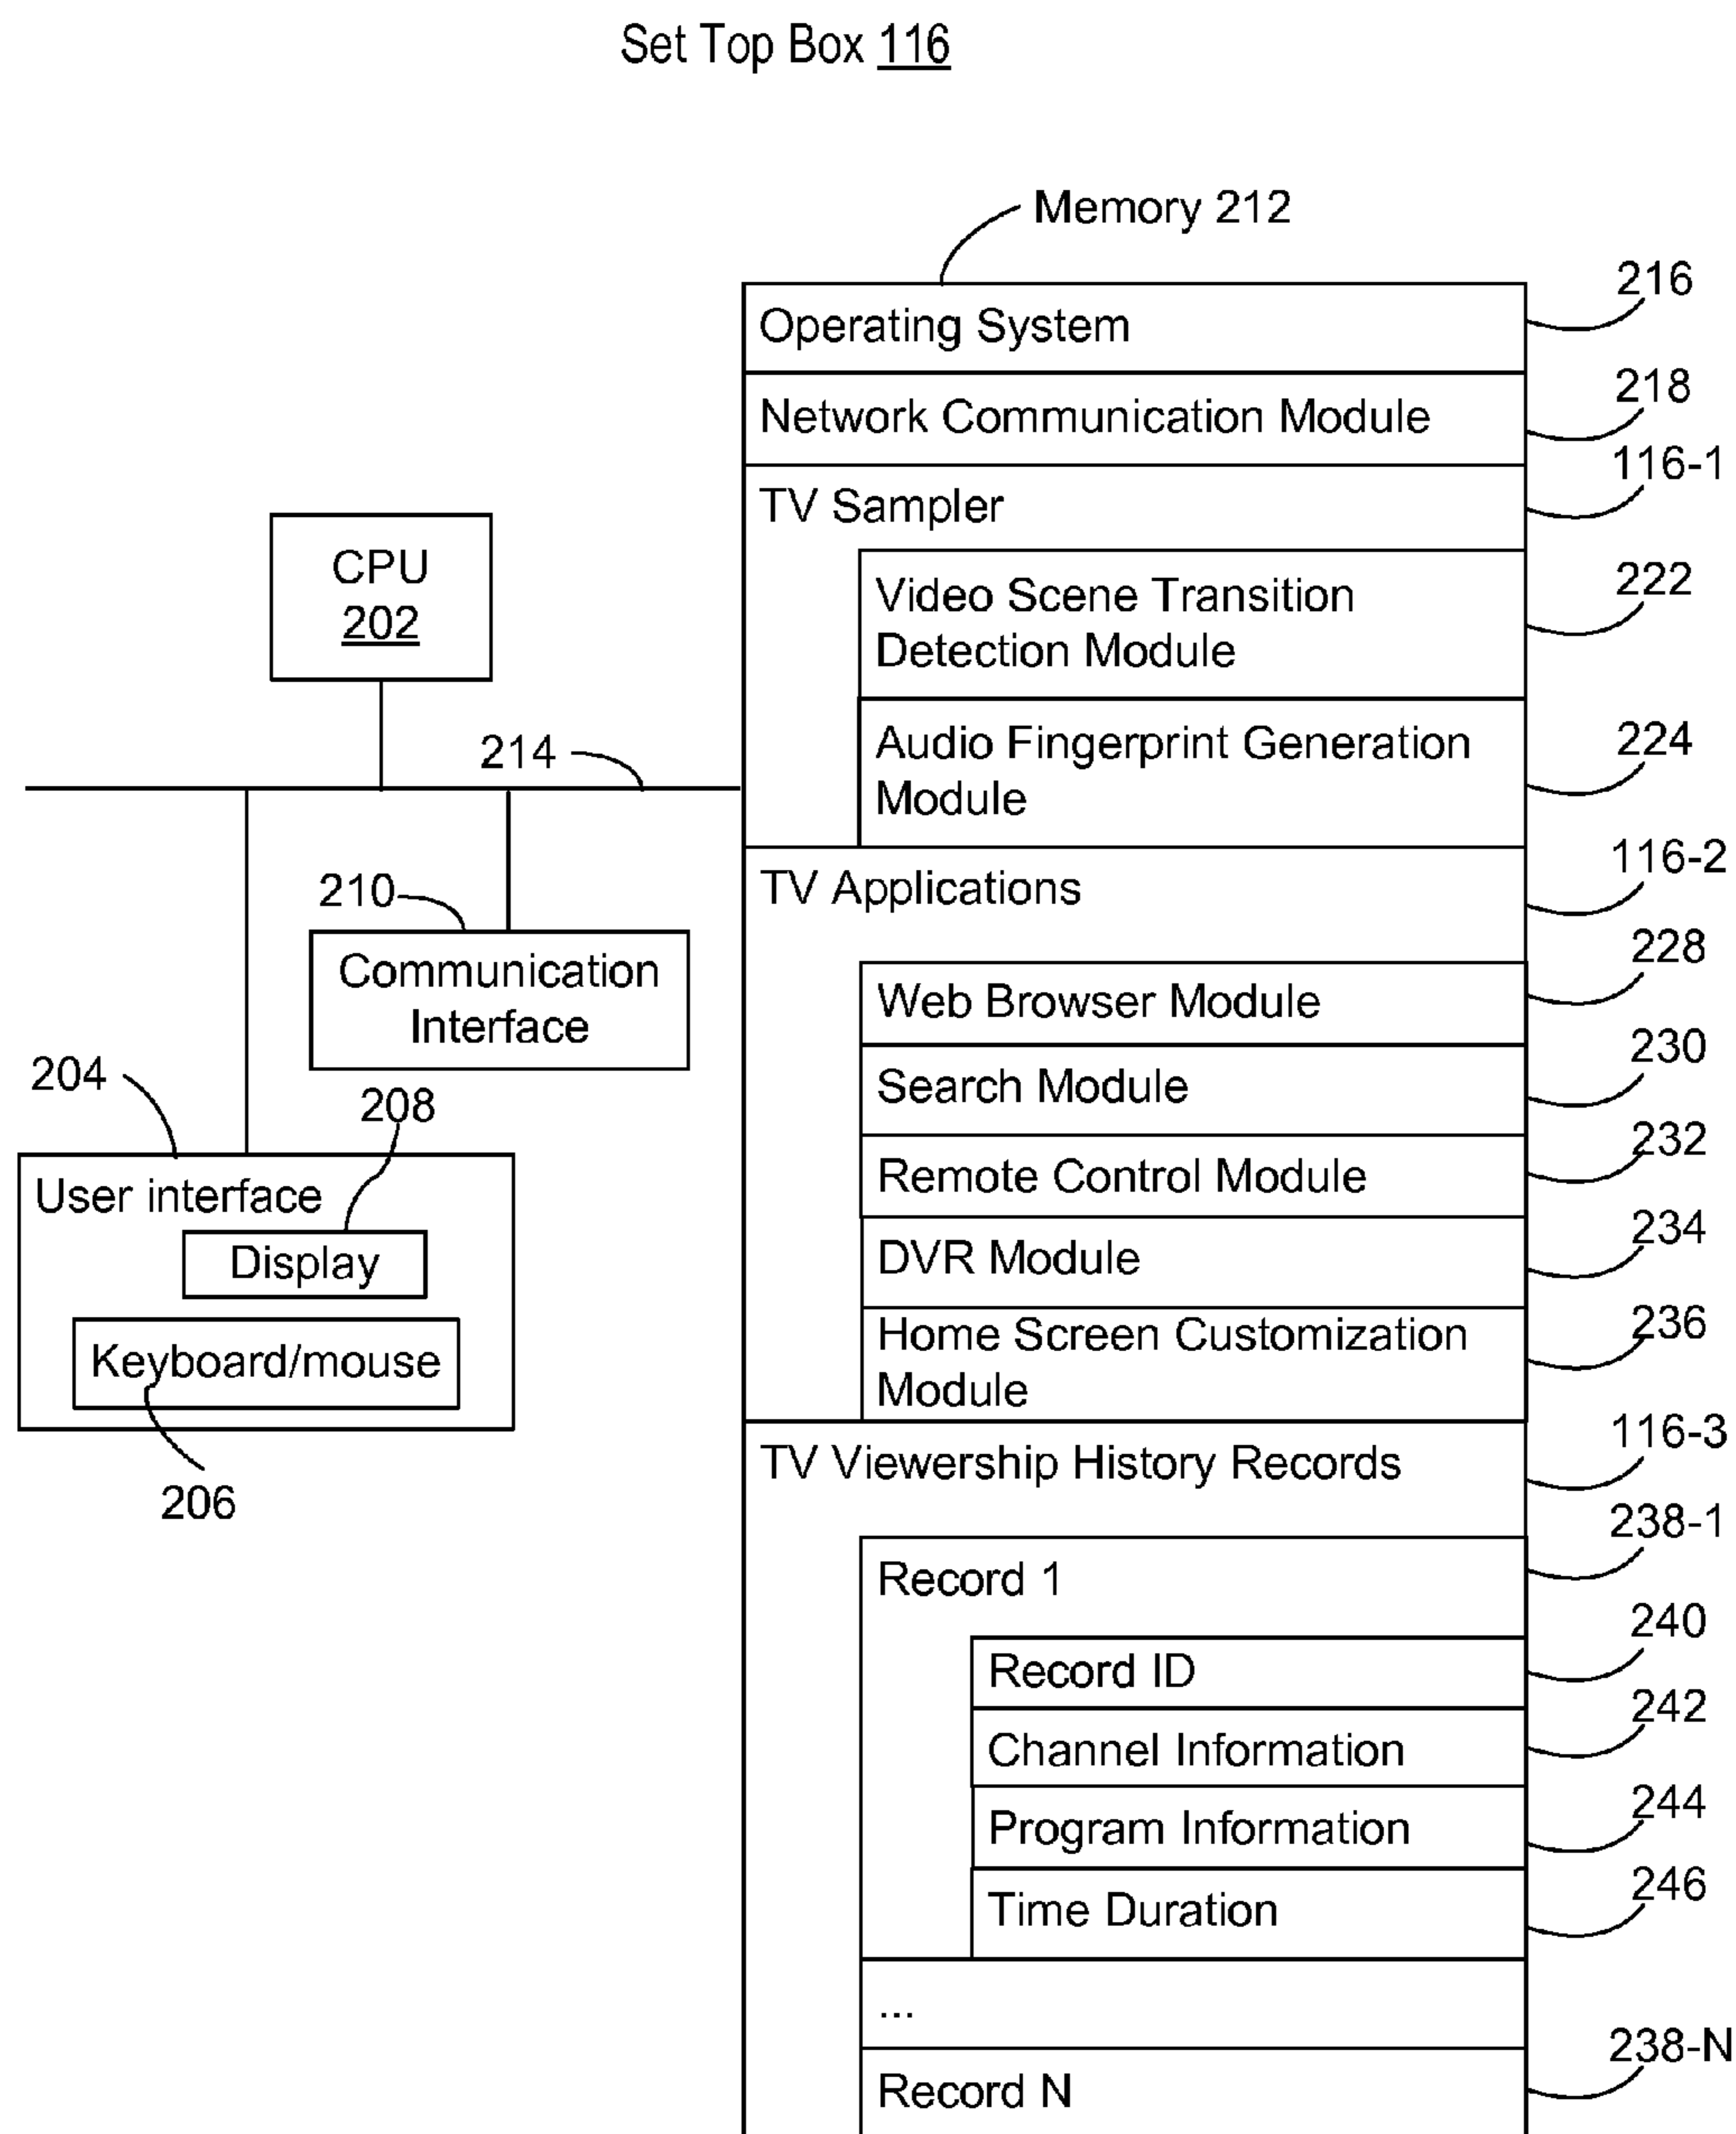 Set Top Box 116
Memory 212
Operating System
216
Network Communication Module
218
TV Sampler
116-1
Video Scene Transition
Detection Module
222
Audio Fingerprint Generation
Module
224
TV Applications
116-2
Web Browser Module
228
Search Module
230
Remote Control Module
232
DVR Module
234
Home Screen Customization
Module
236
TV Viewership History Records
116-3
Record 1
238-1
Record ID
240
Channel Information
242
Program Information
244
Time Duration
246
...
Record N
238-N
CPU
202
214
210
Communication
Interface
204
User interface
208
Display
Keyboard/mouse
206